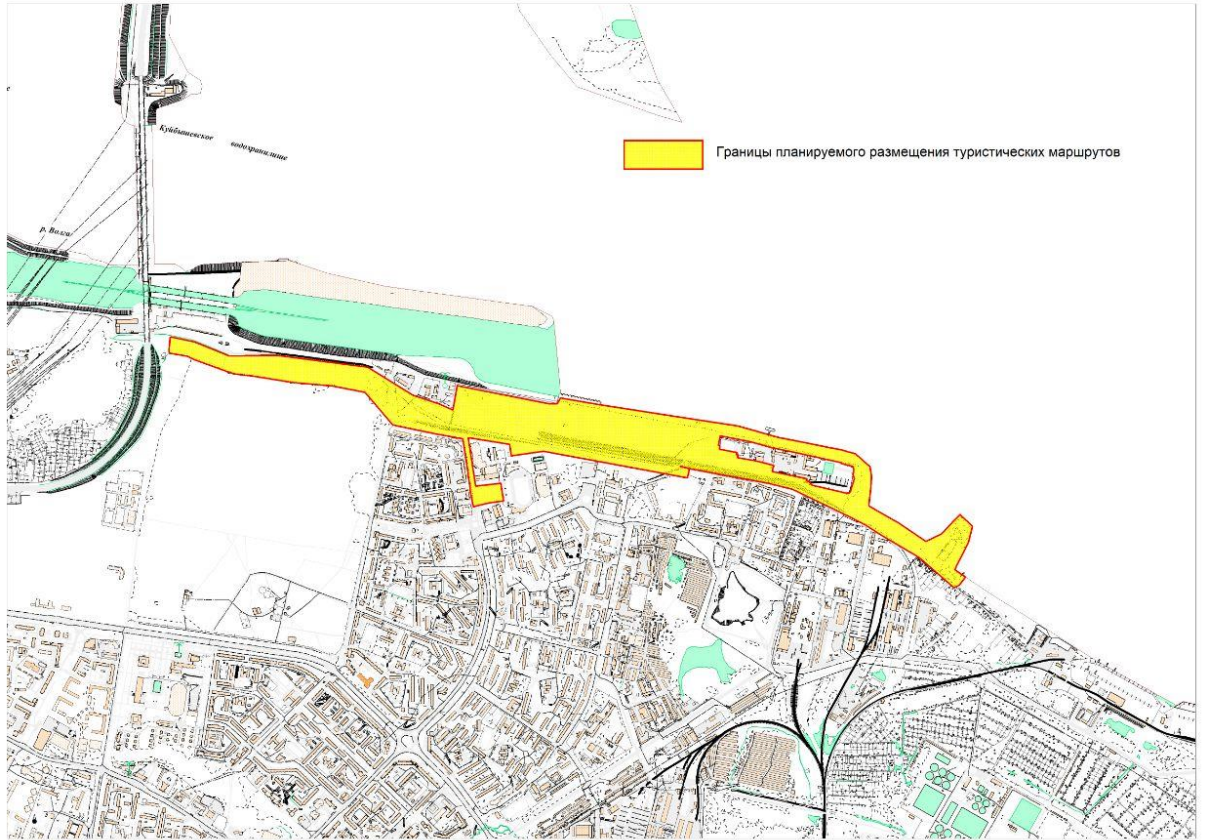 е
Куйбышевское водохранилище
Границы планируемого размещения туристических маршрутов
р. Волга